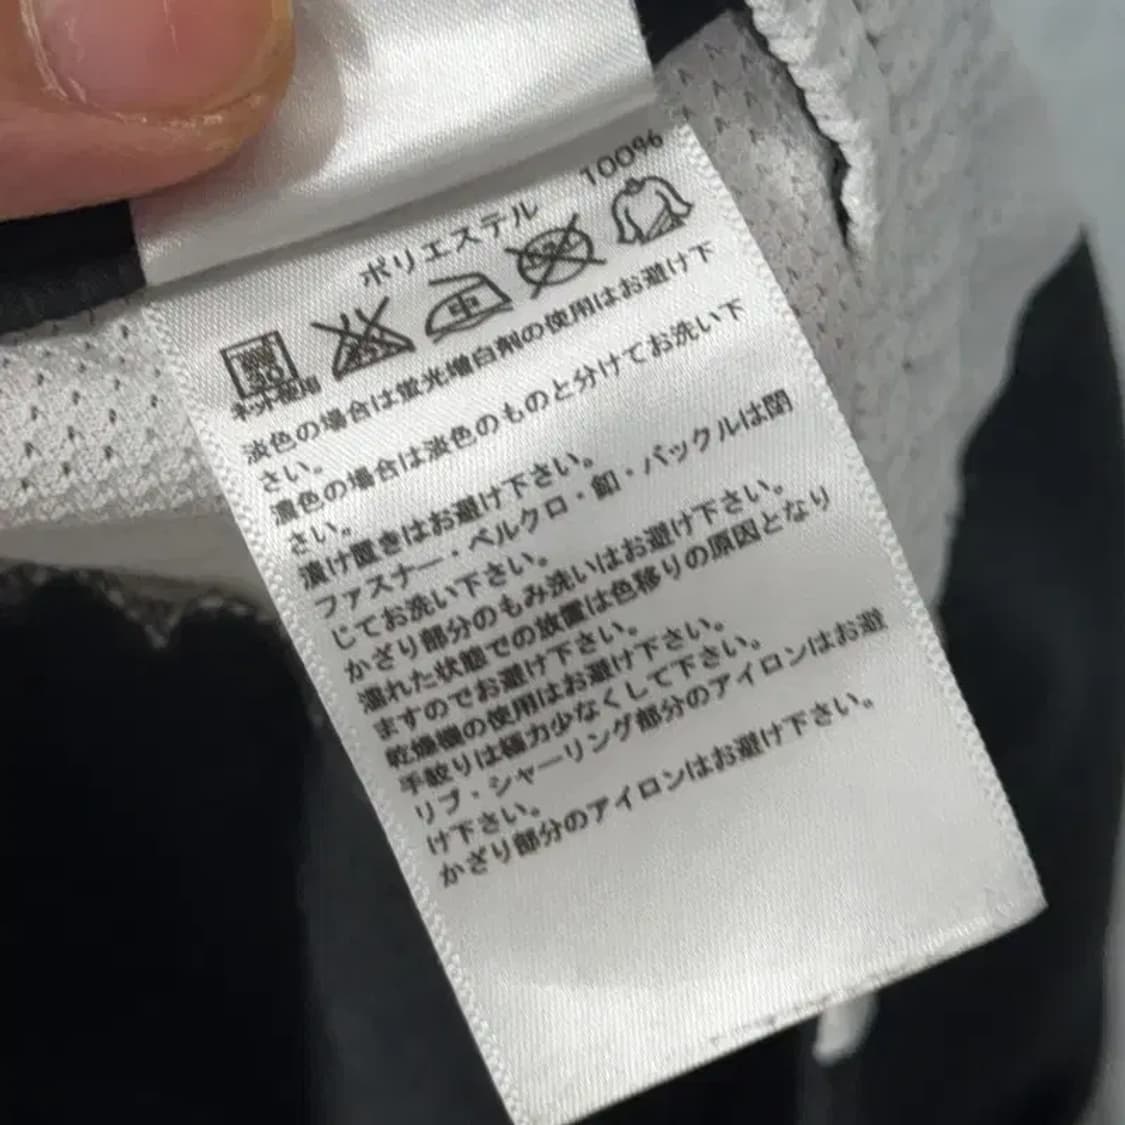 ポリエステル 100%
30
中
ネット使用
淡色の場合は蛍光増白剤の使用はお避け下
さい。
濃色の場合は淡色のものと分けてお洗い下
さい。
漬け置きはお避け下さい。
ファスナー・ベルクロ・釦・バックルは閉
じてお洗い下さい。
かざり部分のもみ洗いはお避け下さい。
濡れた状態での放置は色移りの原因となり
ますのでお避け下さい。
乾燥機の使用はお避け下さい。
手絞りは極力少なくして下さい。
リブ・シャーリング部分のアイロンはお避
け下さい。
かざり部分のアイロンはお避け下さい。